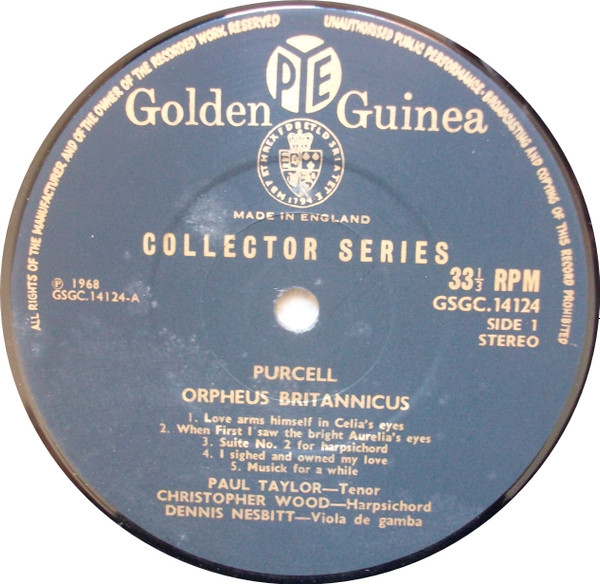 ALL RIGHTS OF THE MANUFACTURER AND OF THE OWNER OF THE RECORDED WORK RESERVED
UNAUTHORISED PUBLIC PERFORMANCE, BROADCASTING AND COPYING OF THIS RECORD PROHIBITED
PYE
Golden Guinea
MADE IN ENGLAND
COLLECTOR SERIES
℗ 1968
GSGC.14124-A
33⅓ RPM
GSGC.14124
SIDE 1
STEREO
PURCELL
ORPHEUS BRITANNICUS
1. Love arms himself in Celia's eyes
2. When First I saw the bright Aurelia's eyes
3. Suite No. 2 for harpsichord
4. I sighed and owned my love
5. Musick for a while
PAUL TAYLOR—Tenor
CHRISTOPHER WOOD—Harpsichord
DENNIS NESBITT—Viola de gamba